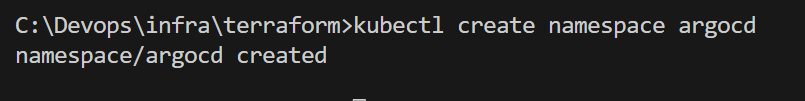 C:\Devops\infra\terraform>kubectl create namespace argocd
namespace/argocd created